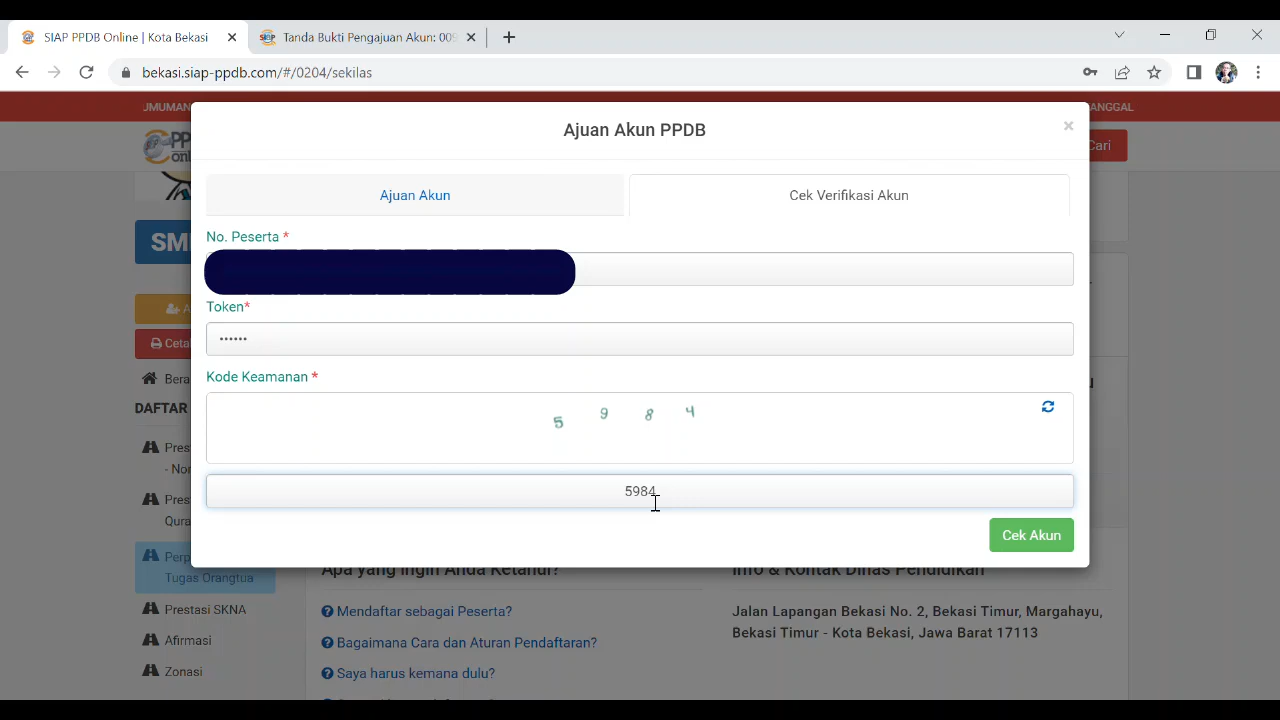 SIAP PPDB Online | Kota Bekasi
Tanda Bukti Pengajuan Akun: 009
bekasi.siap-ppdb.com/#/0204/sekilas
Ajuan Akun PPDB
Cari
Ajuan Akun
Cek Verifikasi Akun
No. Peserta *
Token*
••••••
Kode Keamanan *
5 9 8 4
5984
Cek Akun
DAFTAR
Tugas Orangtua
Prestasi SKNA
Afirmasi
Zonasi
Apa yang ingin Anda Ketahui?
Mendaftar sebagai Peserta?
Bagaimana Cara dan Aturan Pendaftaran?
Saya harus kemana dulu?
Info & Kontak Dinas Pendidikan
Jalan Lapangan Bekasi No. 2, Bekasi Timur, Margahayu,
Bekasi Timur - Kota Bekasi, Jawa Barat 17113